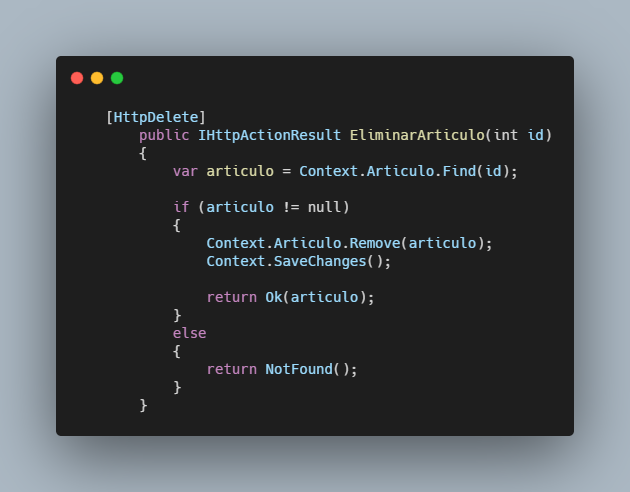 [HttpDelete]
public IHttpActionResult EliminarArticulo(int id)
{
var articulo = Context.Articulo.Find(id);
if (articulo != null)
{
Context.Articulo.Remove(articulo);
Context.SaveChanges();
return Ok(articulo);
}
else
{
return NotFound();
}
}